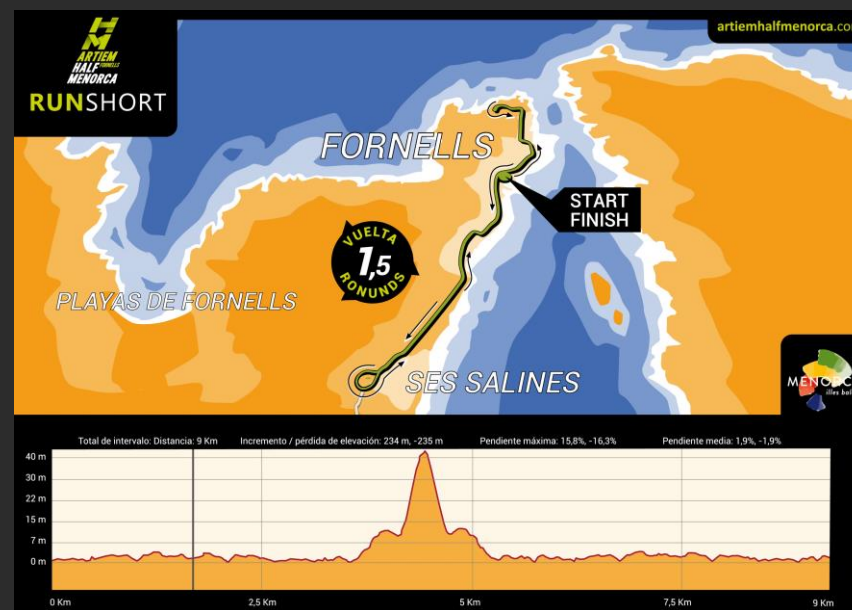 HM
ARTIEM
HALF FORNELLS
MENORCA
RUNSHORT
artiemhalfmenorca.co
FORNELLS
START
FINISH
VUELTA
1,5
RONUNDS
PLAYAS DE FORNELLS
SES SALINES
MENORC
illes bal
Total de intervalo: Distancia: 9 Km Incremento / pérdida de elevación: 234 m, -235 m Pendiente máxima: 15,8%, -16,3% Pendiente media: 1,9%, -1,9%
40 m
30 m
22 m
15 m
7 m
0 m
0 Km 2,5 Km 5 Km 7,5 Km 9 Km